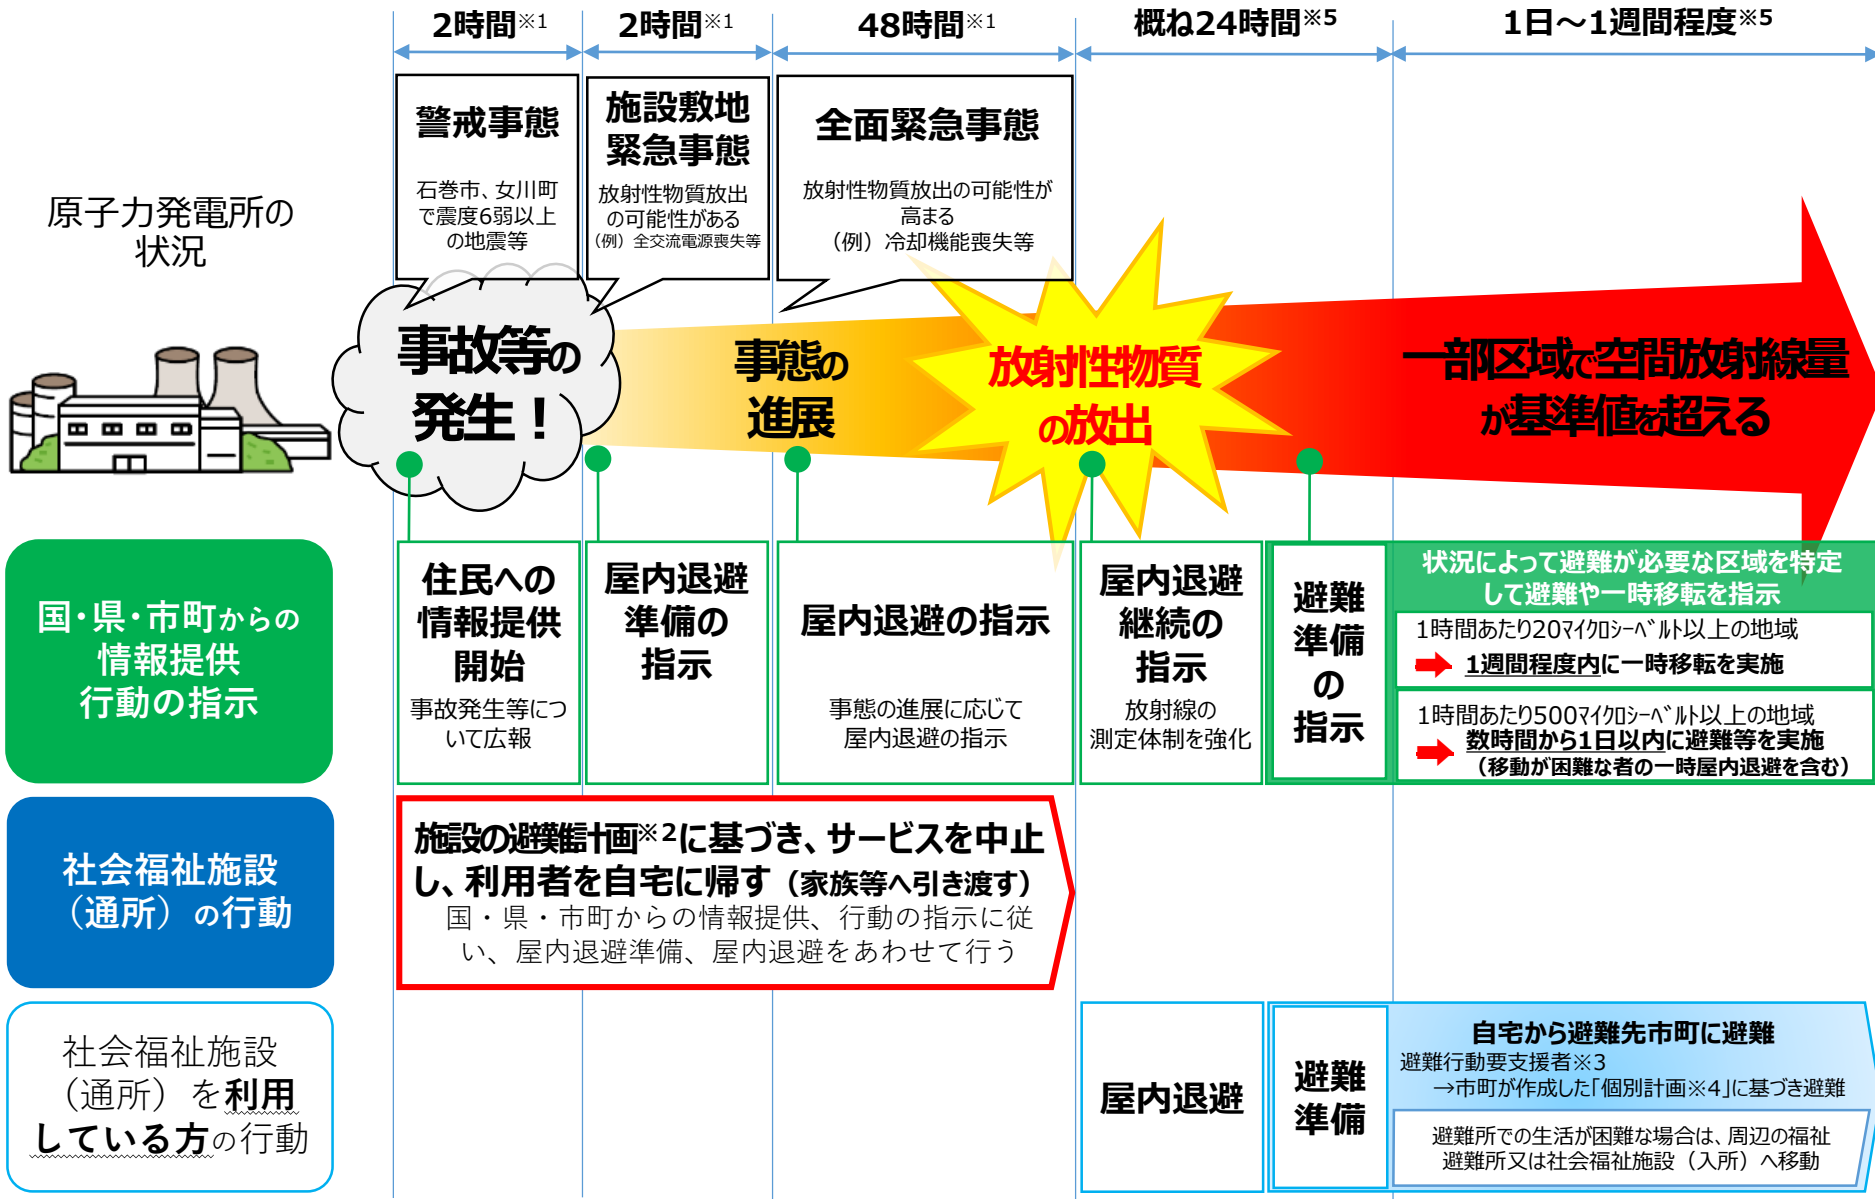 2時間※1
2時間※1
48時間※1
概ね24時間※5
1日～1週間程度※5
原子力発電所の
状況
警戒事態
石巻市、女川町
で震度6弱以上
の地震等
施設敷地
緊急事態
放射性物質放出
の可能性がある
（例）全交流電源喪失等
全面緊急事態
放射性物質放出の可能性が
高まる
（例）冷却機能喪失等
事故等の
発生！
事態の
進展
放射性物質
の放出
一部区域で空間放射線量
が基準値を超える
国・県・市町からの
情報提供
行動の指示
住民への
情報提供
開始
事故発生等につ
いて広報
屋内退避
準備の
指示
屋内退避の指示
事態の進展に応じて
屋内退避の指示
屋内退避
継続の
指示
放射線の
測定体制を強化
避難
準備
の
指示
状況によって避難が必要な区域を特定
して避難や一時移転を指示
1時間あたり20マイクロシーベルト以上の地域
1週間程度内に一時移転を実施
1時間あたり500マイクロシーベルト以上の地域
数時間から1日以内に避難等を実施
（移動が困難な者の一時屋内退避を含む）
社会福祉施設
（通所）の行動
施設の避難計画※2に基づき、サービスを中止
し、利用者を自宅に帰す（家族等へ引き渡す）
国・県・市町からの情報提供、行動の指示に従
い、屋内退避準備、屋内退避をあわせて行う
社会福祉施設
（通所）を利用
している方の行動
屋内退避
避難
準備
自宅から避難先市町に避難
避難行動要支援者※3
→市町が作成した「個別計画※4」に基づき避難
避難所での生活が困難な場合は、周辺の福祉
避難所又は社会福祉施設（入所）へ移動